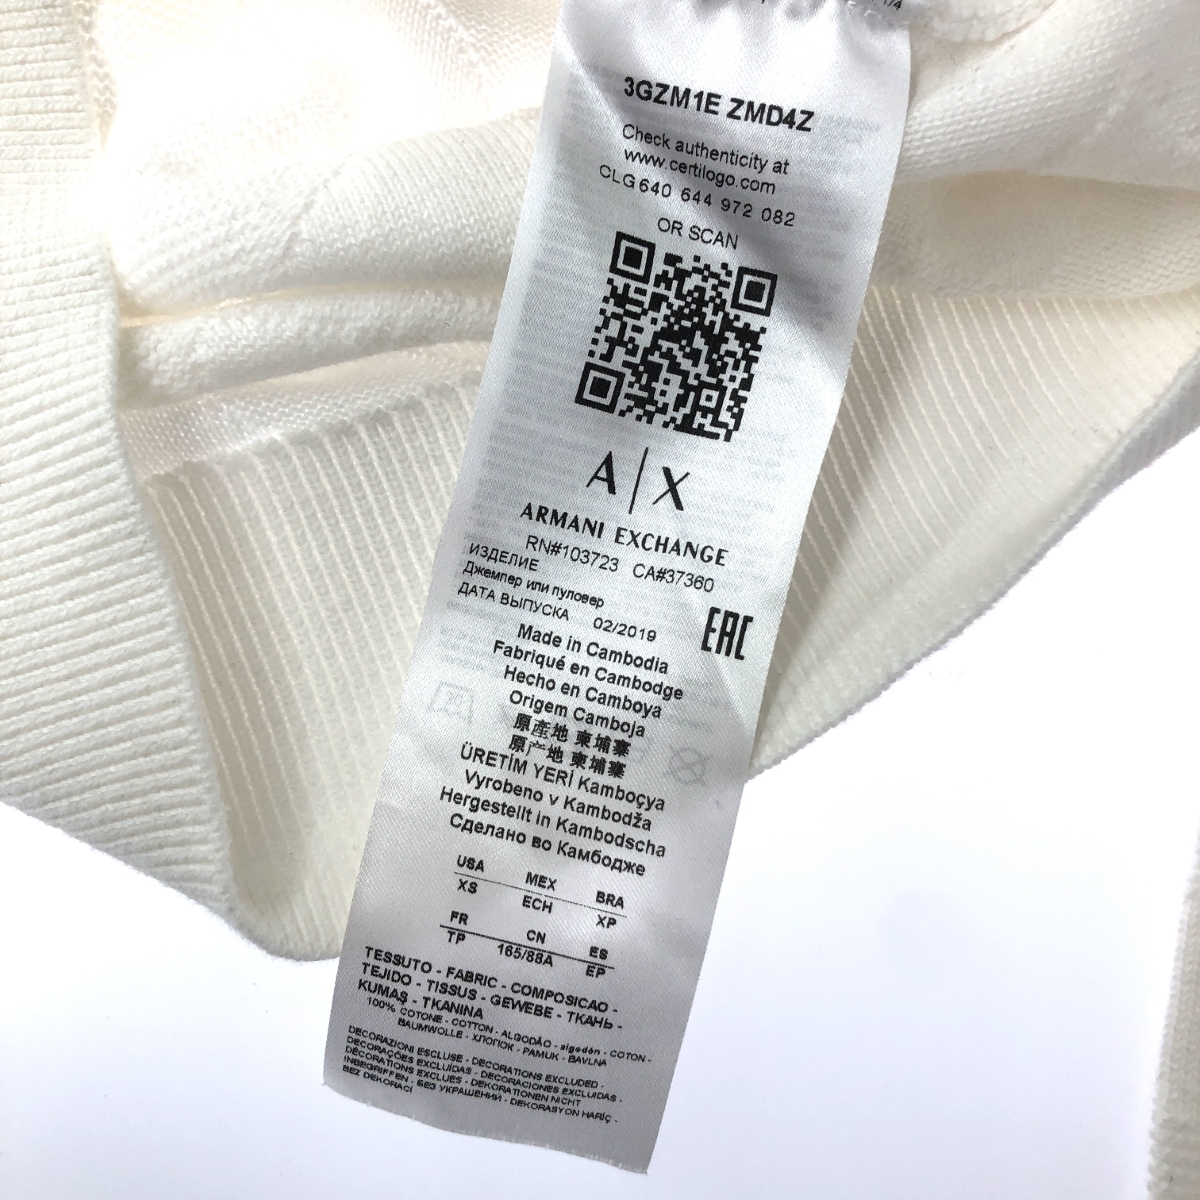 1/4
3GZM1E ZMD4Z
Check authenticity at
www.certilogo.com
CLG 640 644 972 082
OR SCAN
A|X
ARMANI EXCHANGE
RN#103723 CA#37360
ИЗДЕЛИЕ
Джемпер или пуловер
ДАТА ВЫПУСКА 02/2019
EAC
Made in Cambodia
Fabriqué en Cambodge
Hecho en Camboya
Origem Camboja
原產地 柬埔寨
原产地 柬埔寨
ÜRETİM YERİ Kamboçya
Vyrobeno v Kambodža
Hergestellt in Kambodscha
Сделано во Камбодже
USA MEX BRA
XS ECH XP
FR CN ES
TP 165/88A EP
TESSUTO - FABRIC - COMPOSICAO -
TEJIDO - TISSUS - GEWEBE - ТКАНЬ -
KUMAŞ - TKANINA
100% COTONE - COTTON - ALGODÃO - algodón - COTON -
BAUMWOLLE - ХЛОПОК - PAMUK - BAVLNA
DECORAZIONI ESCLUSE - DECORATIONS EXCLUDED -
DECORAÇÕES EXCLUÍDAS - DECORACIONES EXCLUIDAS -
DÉCORATIONS EXCLUES - DEKORATIONEN NICHT
INBEGRIFFEN - БЕЗ УКРАШЕНИЙ - DEKORASYON HARİÇ -
BEZ DEKORACÍ